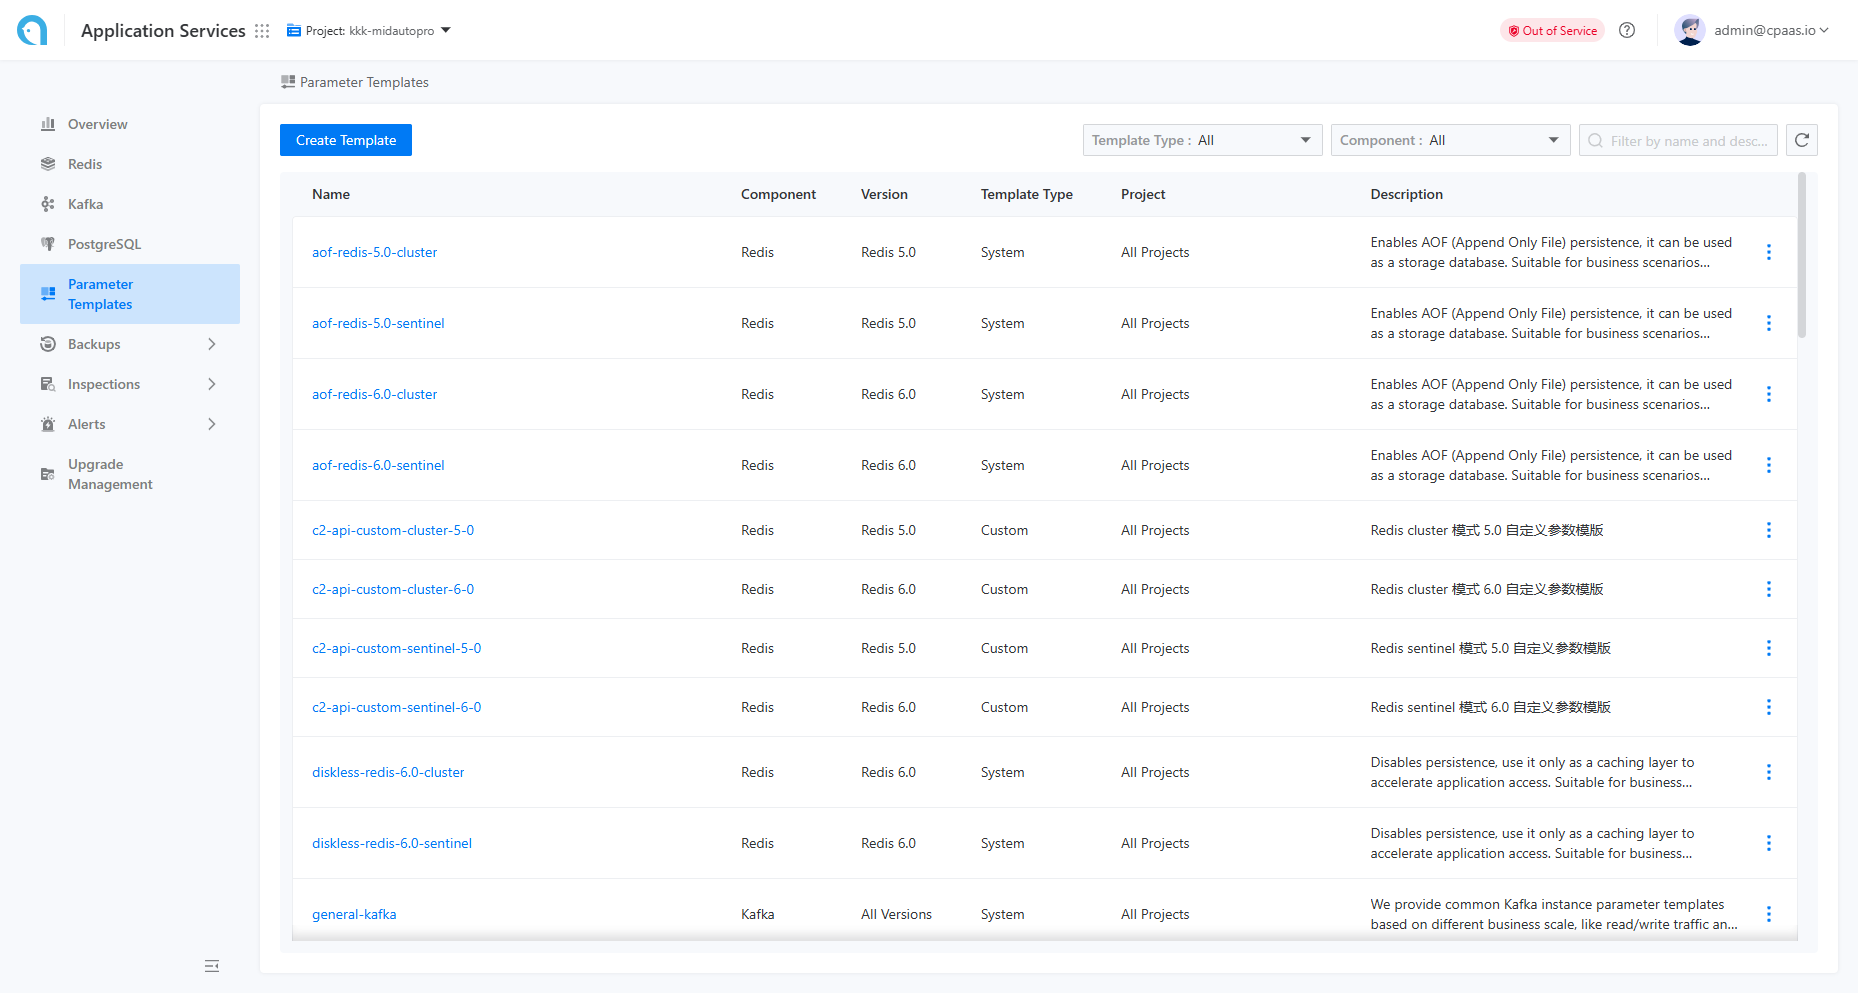 Application Services
Project: kkk-midautopro
Out of Service
admin@cpaas.io
Parameter Templates
Overview
Redis
Kafka
PostgreSQL
Parameter
Templates
Backups
Inspections
Alerts
Upgrade
Management
Create Template
Template Type : All
Component : All
Filter by name and desc...
Name Component Version Template Type Project Description
aof-redis-5.0-cluster Redis Redis 5.0 System All Projects Enables AOF (Append Only File) persistence, it can be used
as a storage database. Suitable for business scenarios...
aof-redis-5.0-sentinel Redis Redis 5.0 System All Projects Enables AOF (Append Only File) persistence, it can be used
as a storage database. Suitable for business scenarios...
aof-redis-6.0-cluster Redis Redis 6.0 System All Projects Enables AOF (Append Only File) persistence, it can be used
as a storage database. Suitable for business scenarios...
aof-redis-6.0-sentinel Redis Redis 6.0 System All Projects Enables AOF (Append Only File) persistence, it can be used
as a storage database. Suitable for business scenarios...
c2-api-custom-cluster-5-0 Redis Redis 5.0 Custom All Projects Redis cluster 模式 5.0 自定义参数模版
c2-api-custom-cluster-6-0 Redis Redis 6.0 Custom All Projects Redis cluster 模式 6.0 自定义参数模版
c2-api-custom-sentinel-5-0 Redis Redis 5.0 Custom All Projects Redis sentinel 模式 5.0 自定义参数模版
c2-api-custom-sentinel-6-0 Redis Redis 6.0 Custom All Projects Redis sentinel 模式 6.0 自定义参数模版
diskless-redis-6.0-cluster Redis Redis 6.0 System All Projects Disables persistence, use it only as a caching layer to
accelerate application access. Suitable for business...
diskless-redis-6.0-sentinel Redis Redis 6.0 System All Projects Disables persistence, use it only as a caching layer to
accelerate application access. Suitable for business...
general-kafka Kafka All Versions System All Projects We provide common Kafka instance parameter templates
based on different business scale, like read/write traffic an...